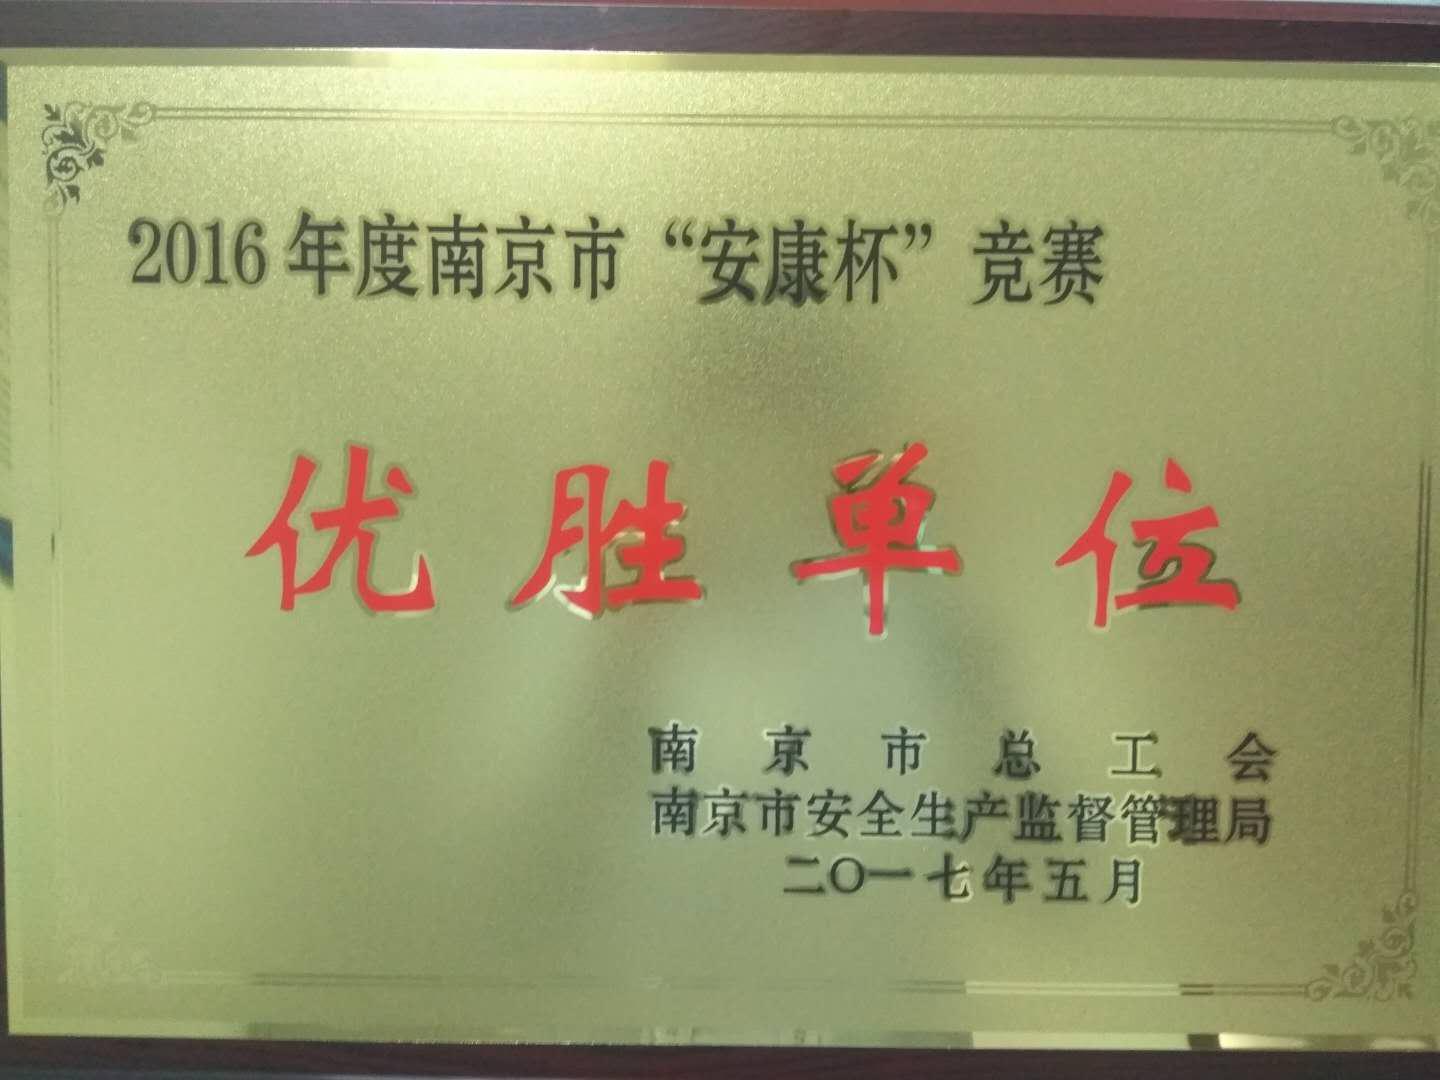 2016年度南京市“安康杯”竞赛
优胜单位
南京市总工会
南京市安全生产监督管理局
二〇一七年五月